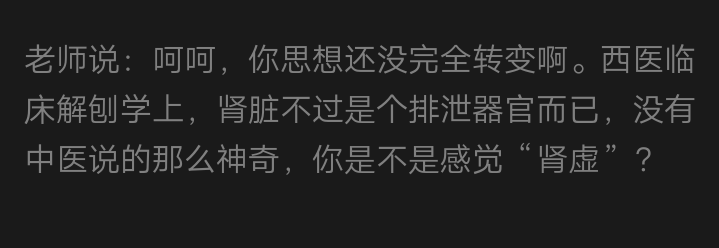 老师说：呵呵，你思想还没完全转变啊。西医临
床解刨学上，肾脏不过是个排泄器官而已，没有
中医说的那么神奇，你是不是感觉“肾虚”？